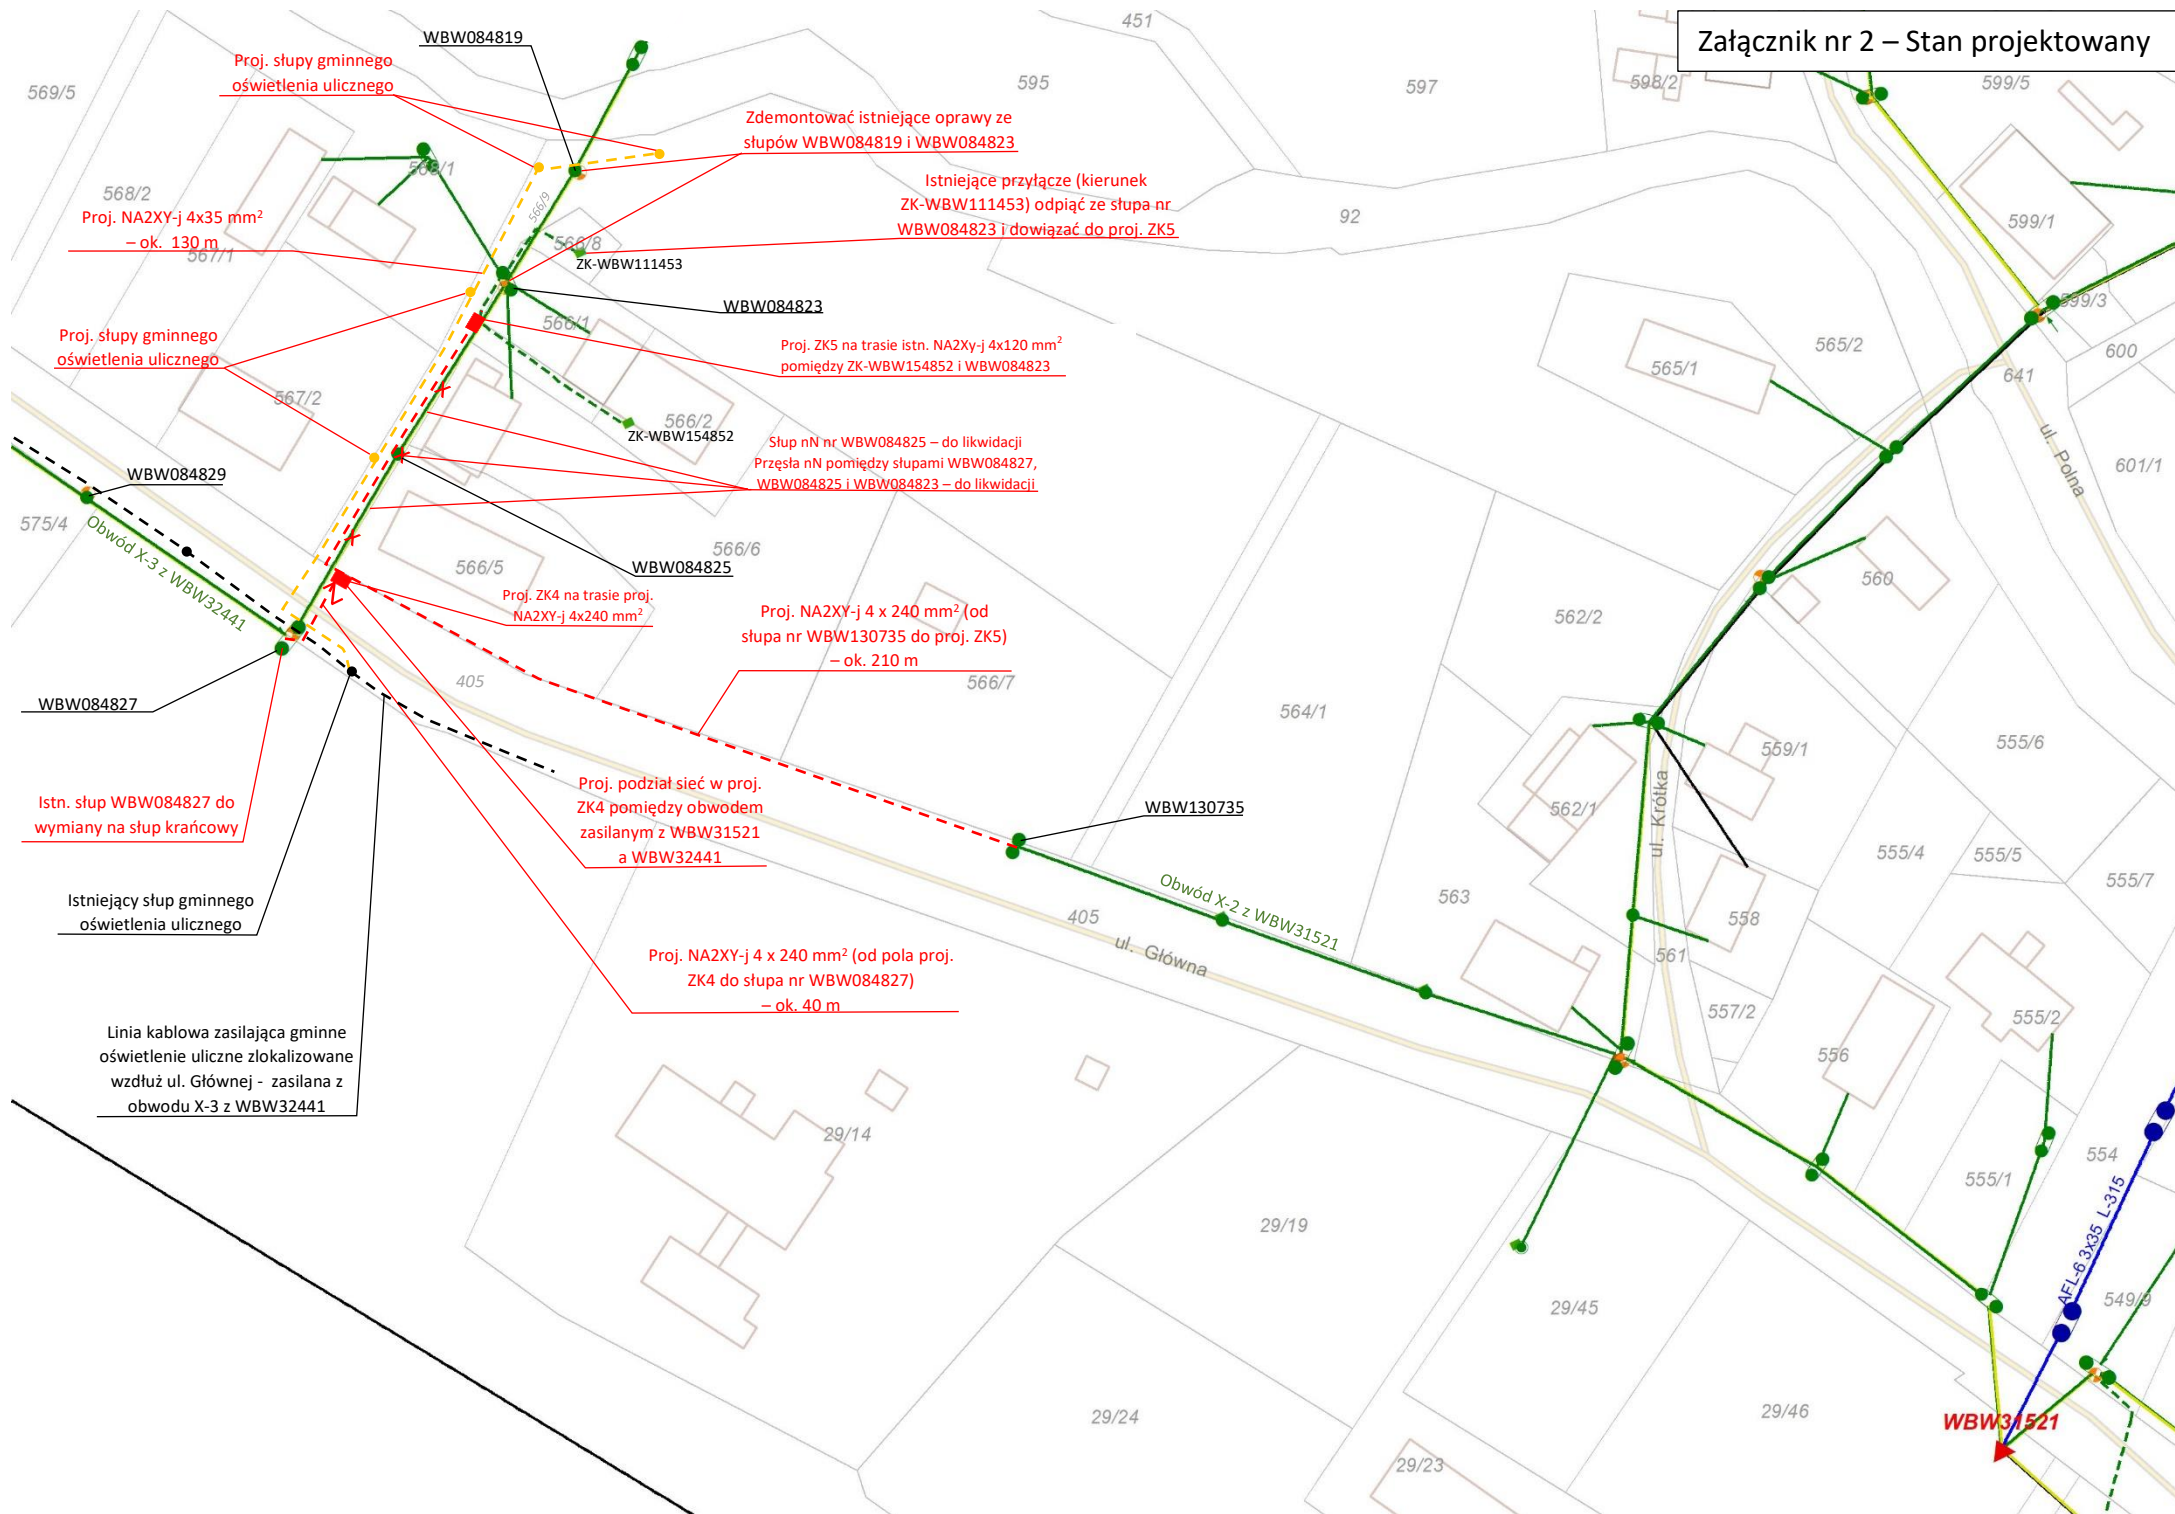 Załącznik nr 2 – Stan projektowany
WBW084819
451
Proj. słupy gminnego
oświetlenia ulicznego
569/5
595
597
598/2
599/5
Zdemontować istniejące oprawy ze
słupów WBW084819 i WBW084823
568/1
568/2
566/9
Istniejące przyłącze (kierunek
ZK-WBW111453) odpiąć ze słupa nr
WBW084823 i dowiązać do proj. ZK5
92
599/1
Proj. NA2XY-j 4x35 mm²
– ok. 130 m
567/1
566/8
ZK-WBW111453
WBW084823
599/3
566/1
Proj. słupy gminnego
oświetlenia ulicznego
Proj. ZK5 na trasie istn. NA2Xy-j 4x120 mm²
pomiędzy ZK-WBW154852 i WBW084823
565/2
565/1
600
641
567/2
566/2
ZK-WBW154852
ul. Polna
601/1
Słup nN nr WBW084825 – do likwidacji
Przęsła nN pomiędzy słupami WBW084827,
WBW084825 i WBW084823 – do likwidacji
WBW084829
575/4
Obwód X-3 z WBW32441
566/6
566/5
WBW084825
560
Proj. ZK4 na trasie proj.
NA2XY-j 4x240 mm²
Proj. NA2XY-j 4 x 240 mm² (od
słupa nr WBW130735 do proj. ZK5)
– ok. 210 m
562/2
405
566/7
WBW084827
564/1
559/1
555/6
Istn. słup WBW084827 do
wymiany na słup krańcowy
Proj. podział sieć w proj.
ZK4 pomiędzy obwodem
zasilanym z WBW31521
a WBW32441
WBW130735
562/1
ul. Krótka
555/4
555/5
555/7
Istniejący słup gminnego
oświetlenia ulicznego
Obwód X-2 z WBW31521
563
558
405
ul. Główna
561
Proj. NA2XY-j 4 x 240 mm² (od pola proj.
ZK4 do słupa nr WBW084827)
– ok. 40 m
557/2
555/2
Linia kablowa zasilająca gminne
oświetlenie uliczne zlokalizowane
wzdłuż ul. Głównej - zasilana z
obwodu X-3 z WBW32441
556
29/14
554
555/1
29/19
AFL-6 3x35 L-315
29/45
549/9
29/24
29/46
WBW31521
29/23